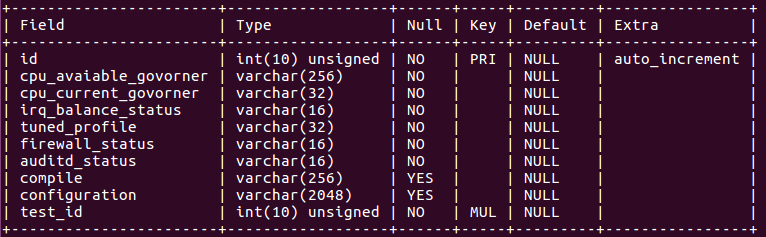 +------------------------+------------------+------+-----+---------+----------------+
| Field                  | Type             | Null | Key | Default | Extra          |
+------------------------+------------------+------+-----+---------+----------------+
| id                     | int(10) unsigned | NO   | PRI | NULL    | auto_increment |
| cpu_avaiable_govorner | varchar(256)     | NO   |     | NULL    |                |
| cpu_current_govorner   | varchar(32)      | NO   |     | NULL    |                |
| irq_balance_status     | varchar(16)      | NO   |     | NULL    |                |
| tuned_profile          | varchar(32)      | NO   |     | NULL    |                |
| firewall_status        | varchar(16)      | NO   |     | NULL    |                |
| auditd_status          | varchar(16)      | NO   |     | NULL    |                |
| compile                | varchar(256)     | YES  |     | NULL    |                |
| configuration          | varchar(2048)    | YES  |     | NULL    |                |
| test_id                | int(10) unsigned | NO   | MUL | NULL    |                |
+------------------------+------------------+------+-----+---------+----------------+